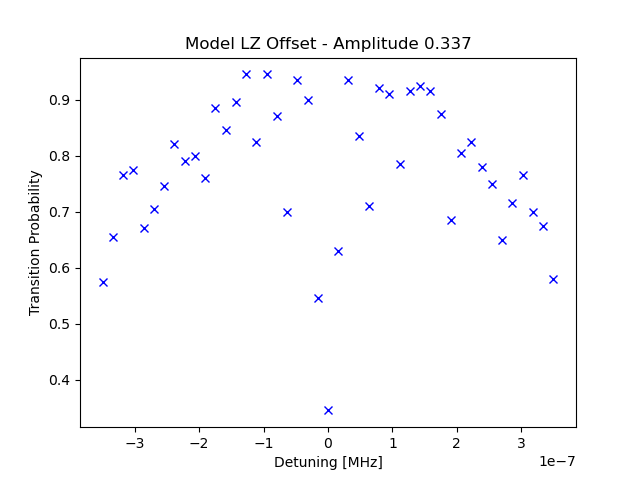 Model LZ Offset - Amplitude 0.337
Transition Probability
0.9
0.8
0.7
0.6
0.5
0.4
−3 −2 −1 0 1 2 3
1e−7
Detuning [MHz]